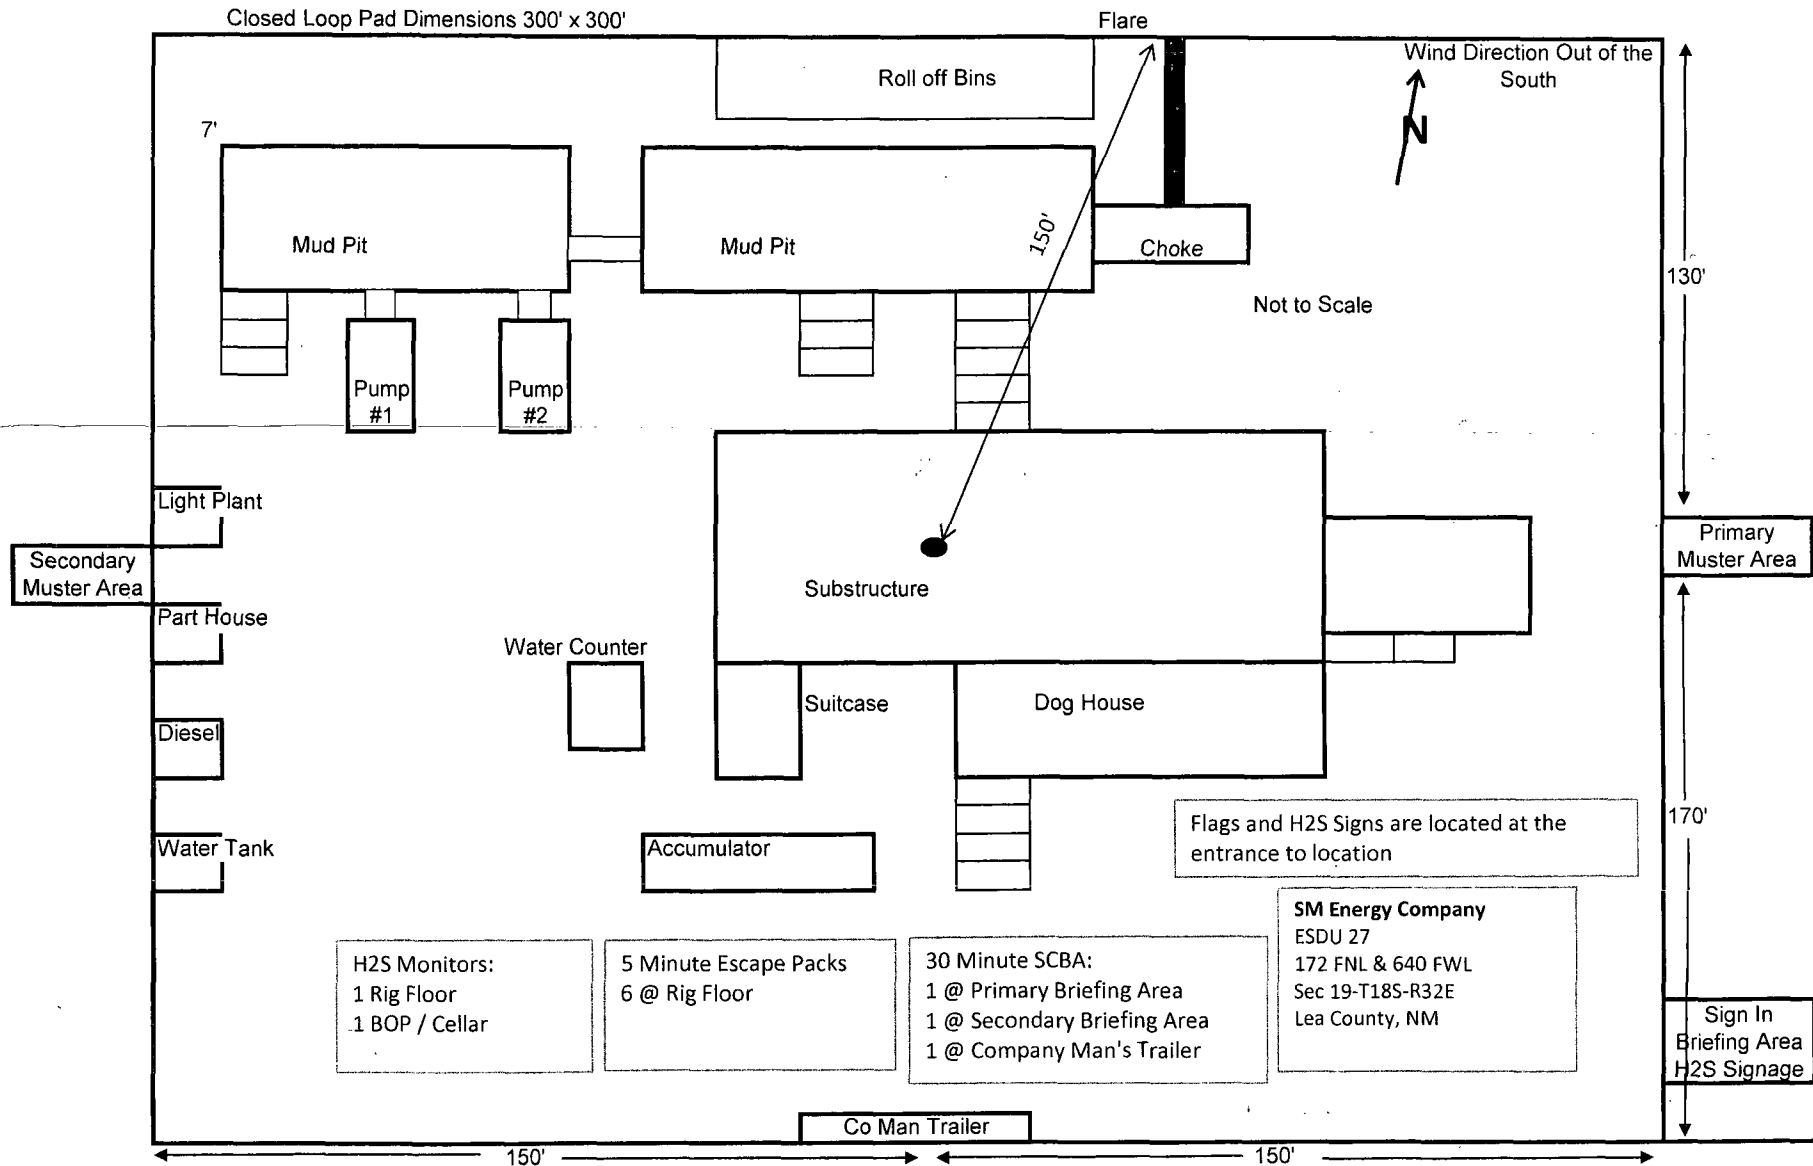 Closed Loop Pad Dimensions 300' x 300'
Flare
Wind Direction Out of the
South
Roll off Bins
7'
N
Mud Pit
Mud Pit
150'
Choke
130'
Not to Scale
Pump
#1
Pump
#2
Light Plant
Secondary
Muster Area
Primary
Muster Area
Substructure
Part House
Water Counter
Suitcase
Dog House
Diesel
170'
Flags and H2S Signs are located at the
entrance to location
Water Tank
Accumulator
SM Energy Company
ESDU 27
172 FNL & 640 FWL
Sec 19-T18S-R32E
Lea County, NM
H2S Monitors:
1 Rig Floor
1 BOP / Cellar
5 Minute Escape Packs
6 @ Rig Floor
30 Minute SCBA:
1 @ Primary Briefing Area
1 @ Secondary Briefing Area
1 @ Company Man's Trailer
Sign In
Briefing Area
H2S Signage
Co Man Trailer
150'
150'